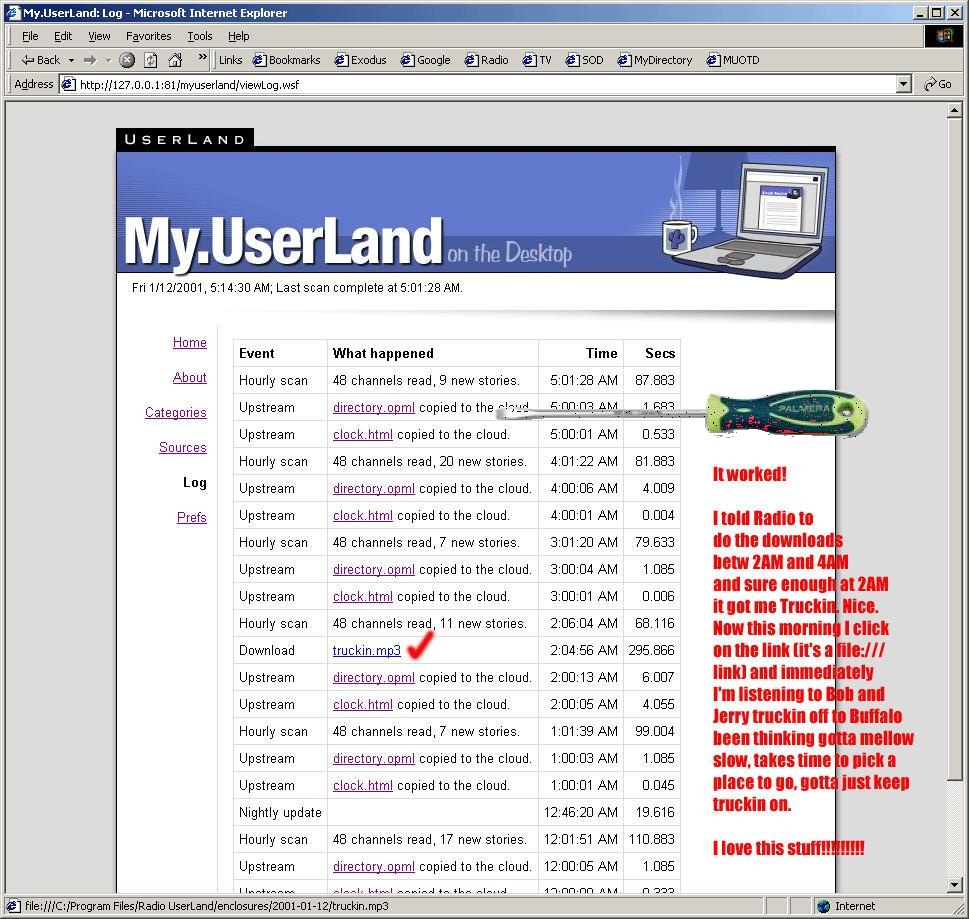 My.UserLand: Log - Microsoft Internet Explorer
File Edit View Favorites Tools Help
Back » Links Bookmarks Exodus Google Radio TV SOD MyDirectory MUOTD
Address http://127.0.0.1:81/myuserland/viewLog.wsf Go
USERLAND
My.UserLand on the Desktop
Fri 1/12/2001, 5:14:30 AM; Last scan complete at 5:01:28 AM.
Home
About
Categories
Sources
Log
Prefs
Event What happened Time Secs
Hourly scan 48 channels read, 9 new stories. 5:01:28 AM 87.883
Upstream directory.opml copied to the cloud. 5:00:03 AM 1.683
Upstream clock.html copied to the cloud. 5:00:01 AM 0.533
Hourly scan 48 channels read, 20 new stories. 4:01:22 AM 81.883
Upstream directory.opml copied to the cloud. 4:00:06 AM 4.009
Upstream clock.html copied to the cloud. 4:00:01 AM 0.004
Hourly scan 48 channels read, 7 new stories. 3:01:20 AM 79.633
Upstream directory.opml copied to the cloud. 3:00:04 AM 1.085
Upstream clock.html copied to the cloud. 3:00:01 AM 0.006
Hourly scan 48 channels read, 11 new stories. 2:06:04 AM 68.116
Download truckin.mp3 2:04:56 AM 295.866
Upstream directory.opml copied to the cloud. 2:00:13 AM 6.007
Upstream clock.html copied to the cloud. 2:00:05 AM 4.055
Hourly scan 48 channels read, 7 new stories. 1:01:39 AM 99.004
Upstream directory.opml copied to the cloud. 1:00:03 AM 1.085
Upstream clock.html copied to the cloud. 1:00:01 AM 0.045
Nightly update 12:46:20 AM 19.616
Hourly scan 48 channels read, 17 new stories. 12:01:51 AM 110.883
Upstream directory.opml copied to the cloud. 12:00:05 AM 1.085
Upstream clock.html copied to the cloud. 12:00:00 AM 0.333
PALMERA
It worked!
I told Radio to
do the downloads
betw 2AM and 4AM
and sure enough at 2AM
it got me Truckin. Nice.
Now this morning I click
on the link (it's a file:///
link) and immediately
I'm listening to Bob and
Jerry truckin off to Buffalo
been thinking gotta mellow
slow, takes time to pick a
place to go, gotta just keep
truckin on.
I love this stuff!!!!!!!!!
file:///C:/Program Files/Radio UserLand/enclosures/2001-01-12/truckin.mp3 Internet